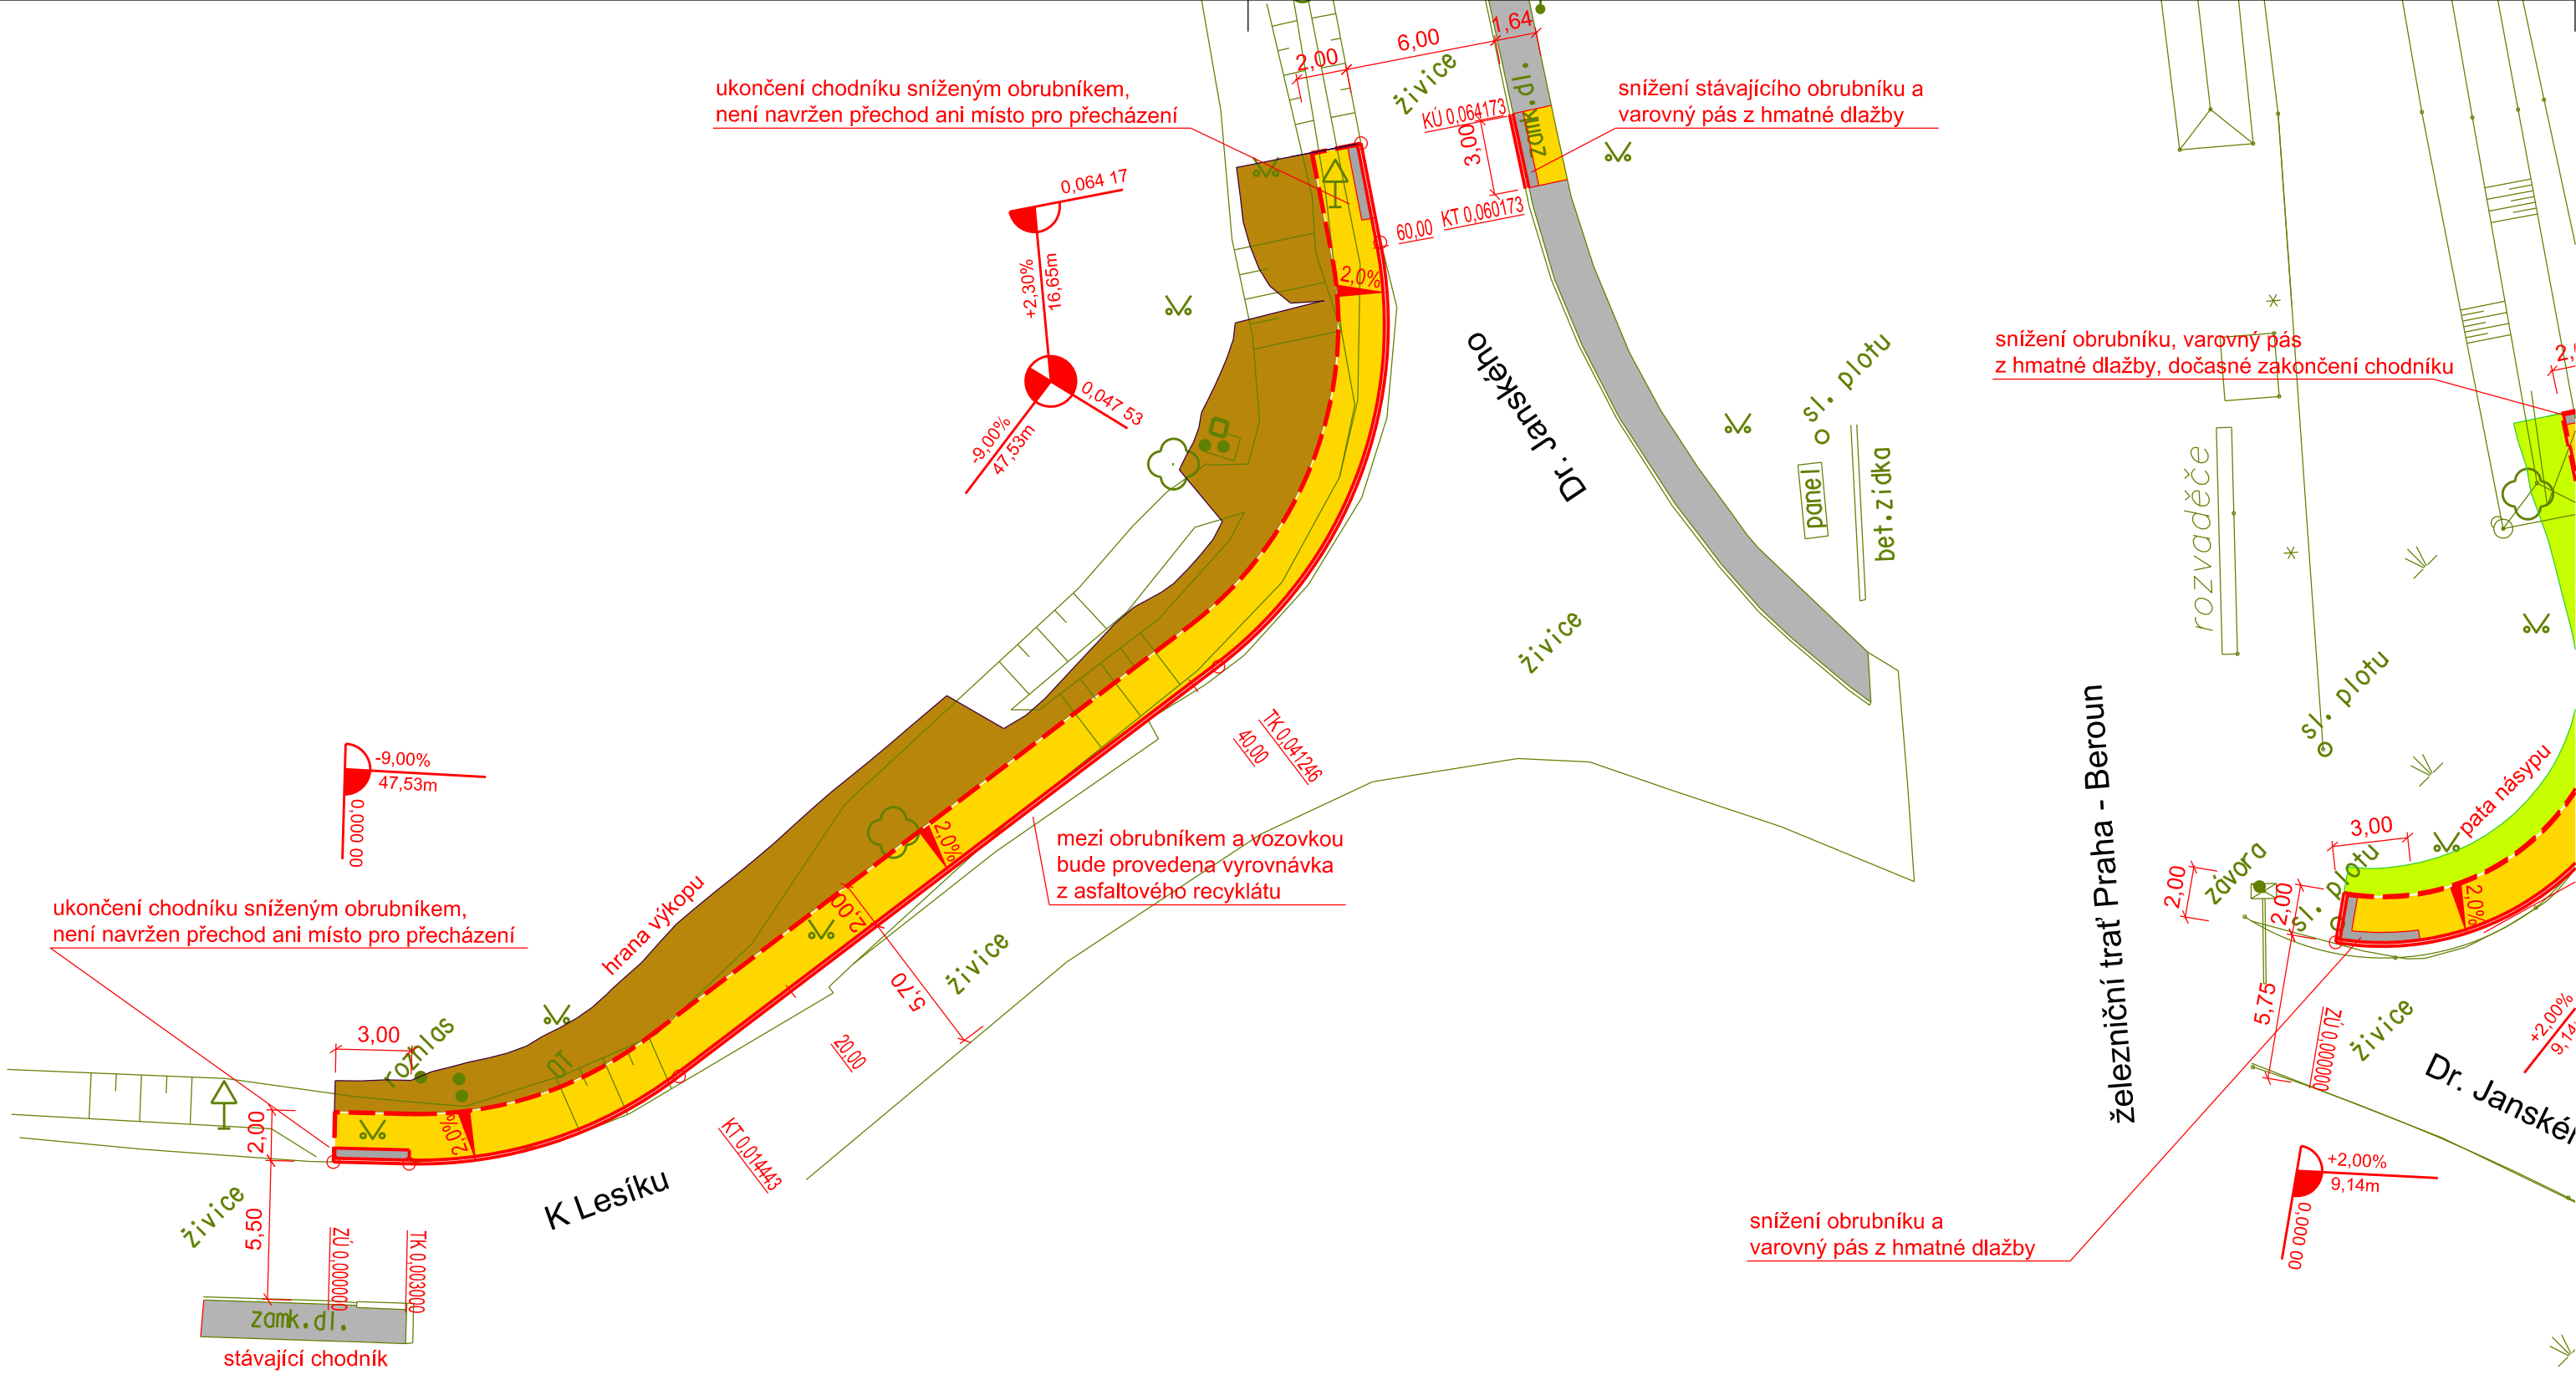 ukončení chodníku sníženým obrubníkem,
není navržen přechod ani místo pro přecházení
2,00
6,00
1,64
živice
zamk.dl.
KÚ 0,064173
3,00
60,00
KT 0,060173
snížení stávajícího obrubníku a
varovný pás z hmatné dlažby
0,064 17
+2,30%
16,65m
0,047 53
-9,00%
47,53m
2,0%
Dr. Janského
sl. plotu
panel
bet.zídka
živice
snížení obrubníku, varovný pás
z hmatné dlažby, dočasné zakončení chodníku
rozvaděče
sl. plotu
železniční trať Praha - Beroun
pata násypu
3,00
2,00
závora
sl. plotu
2,00
2,0%
5,75
ZÚ 0,000000
živice
+2,00%
Dr. Janskéh
+2,00%
9,14m
0,000 00
snížení obrubníku a
varovný pás z hmatné dlažby
-9,00%
47,53m
0,000 00
TK 0,041246
40,00
mezi obrubníkem a vozovkou
bude provedena vyrovnávka
z asfaltového recyklátu
2,0%
2,00
5,70
živice
hrana výkopu
ukončení chodníku sníženým obrubníkem,
není navržen přechod ani místo pro přecházení
3,00
rozhlas
OT
2,0%
2,00
20,00
KT 0,014443
K Lesíku
živice
5,50
ZÚ 0,000000
TK 0,003000
zamk.dl.
stávající chodník